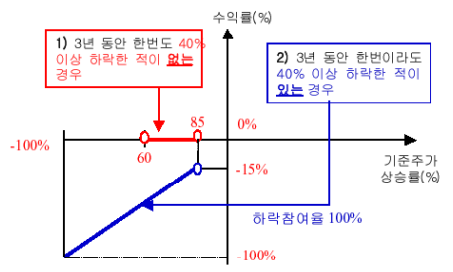 수익률(%)
1) 3년 동안 한번도 40%
이상 하락한 적이 없는
경우
2) 3년 동안 한번이라도
40% 이상 하락한 적이
있는 경우
85
0%
-100%
60
기준주가
상승률(%)
-15%
하락참여율 100%
-100%